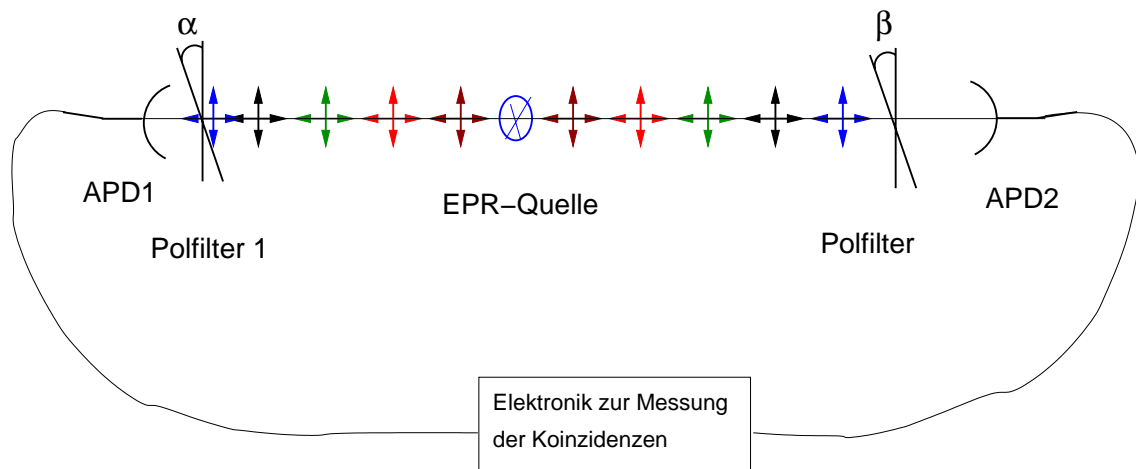 α
β
APD1
EPR–Quelle
APD2
Polfilter 1
Polfilter
Elektronik zur Messung
der Koinzidenzen